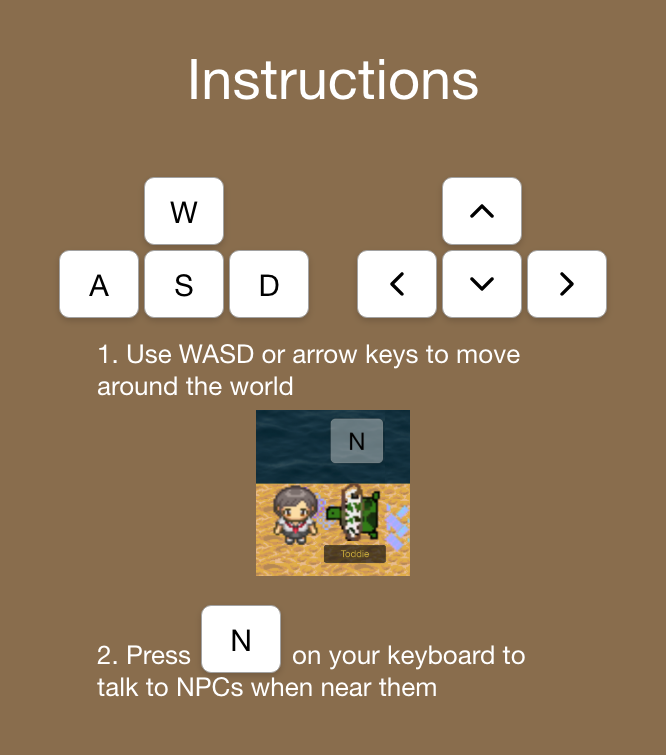 Instructions
W
A S D
1. Use WASD or arrow keys to move
around the world
N
Toddie
2. Press N on your keyboard to
talk to NPCs when near them